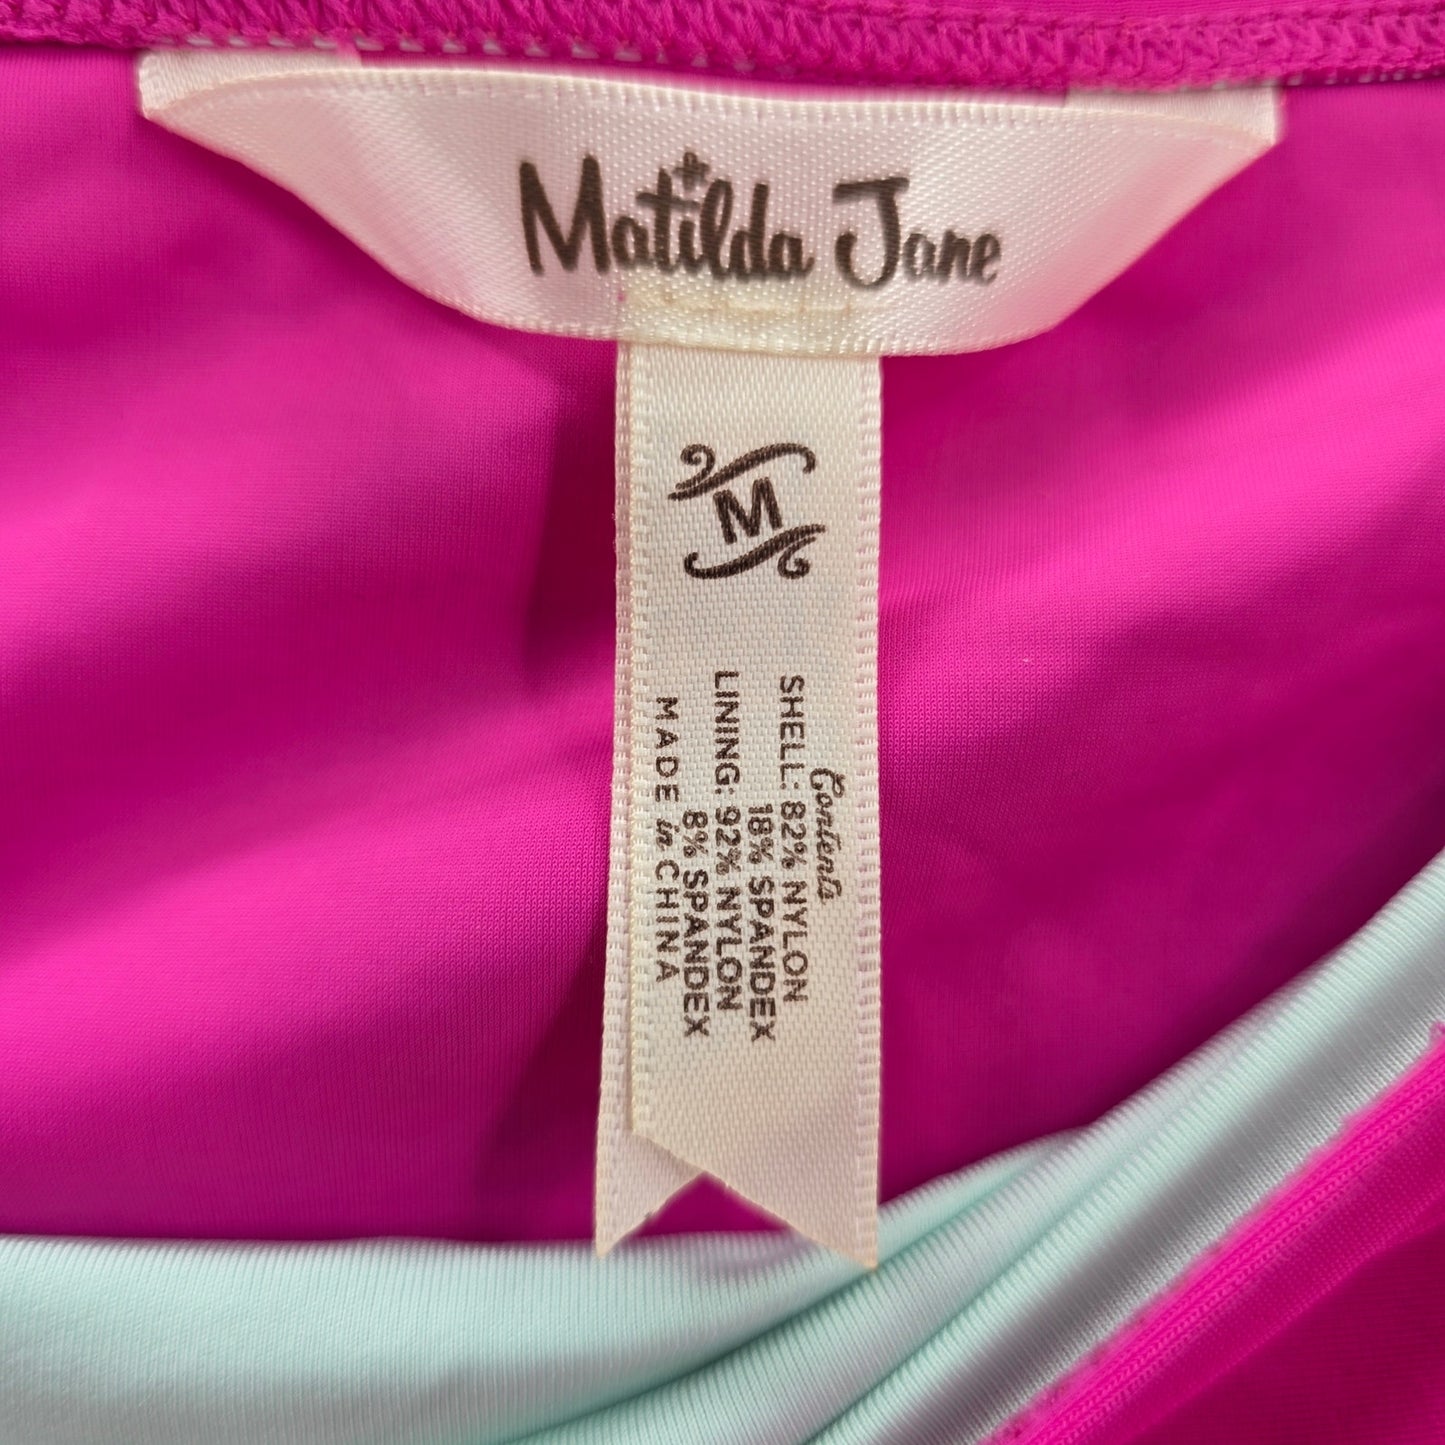 Matilda Jane
M
Contents
SHELL: 82% NYLON
18% SPANDEX
LINING: 92% NYLON
8% SPANDEX
MADE in CHINA